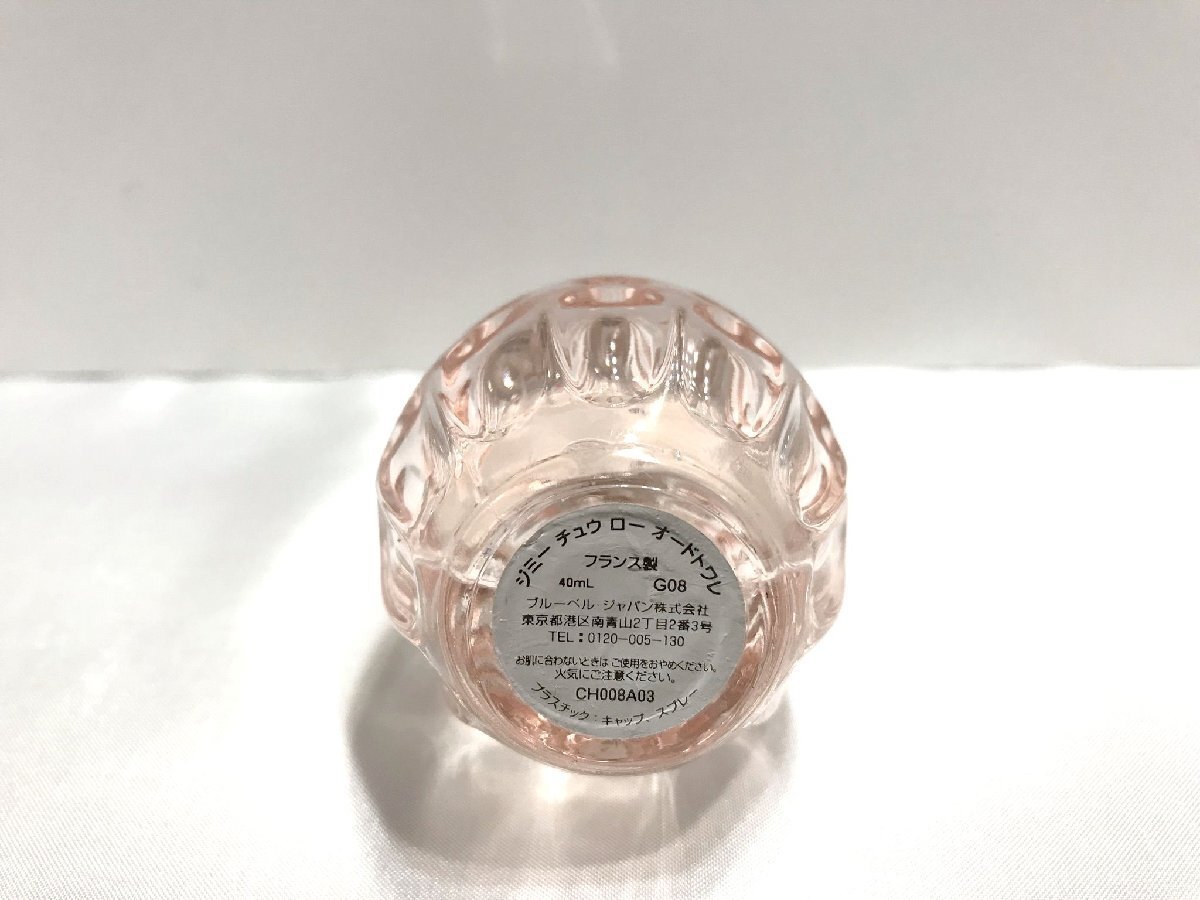 ジミー チュウ ロー オードトワレ
フランス製
40mL G08
ブルーベル・ジャパン株式会社
東京都港区南青山2丁目2番3号
TEL：0120-005-130
お肌に合わないときは ご使用をおやめください。
火気にご注意ください。
CH008A03
プラスチック：キャップ、スプレー